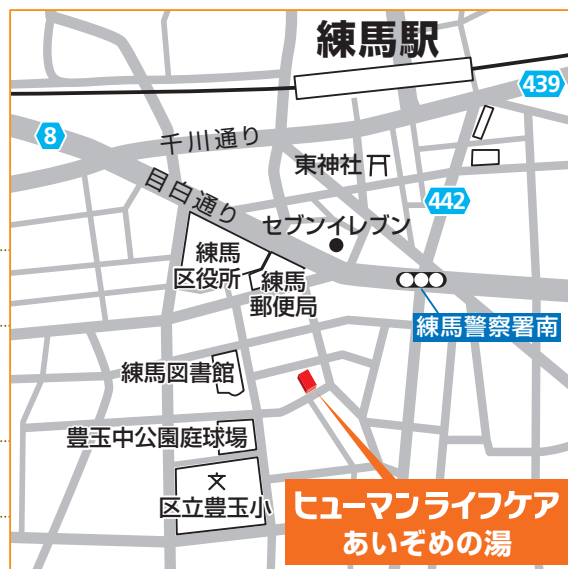 練馬駅
439
8
千川通り
東神社
目白通り
442
セブンイレブン
練馬
区役所
練馬
郵便局
練馬警察署南
練馬図書館
豊玉中公園庭球場
文
区立豊玉小
ヒューマンライフケア
あいぞめの湯